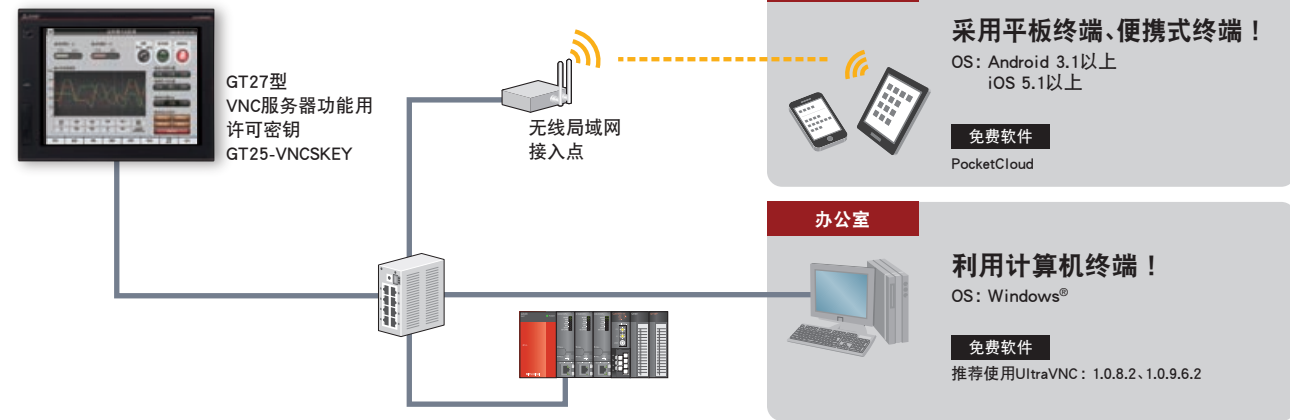 GT27型
VNC服务器功能用
许可密钥
GT25-VNCSKEY
无线局域网
接入点
采用平板终端、便携式终端！
OS：Android 3.1以上
iOS 5.1以上
免费软件
PocketCloud
办公室
利用计算机终端！
OS：Windows®
免费软件
推荐使用UltraVNC：1.0.8.2、1.0.9.6.2